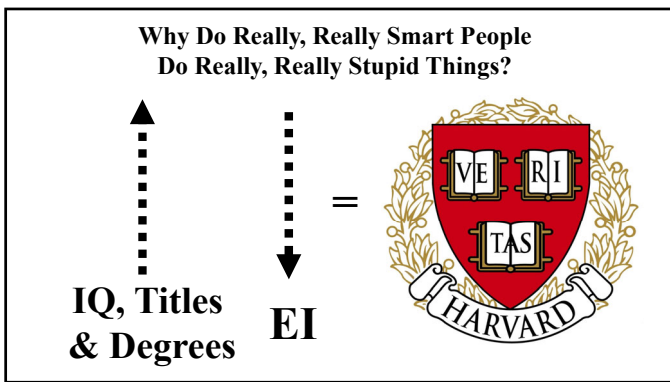 Why Do Really, Really Smart People
Do Really, Really Stupid Things?
=
VE RI
TAS
HARVARD
IQ, Titles
& Degrees
EI